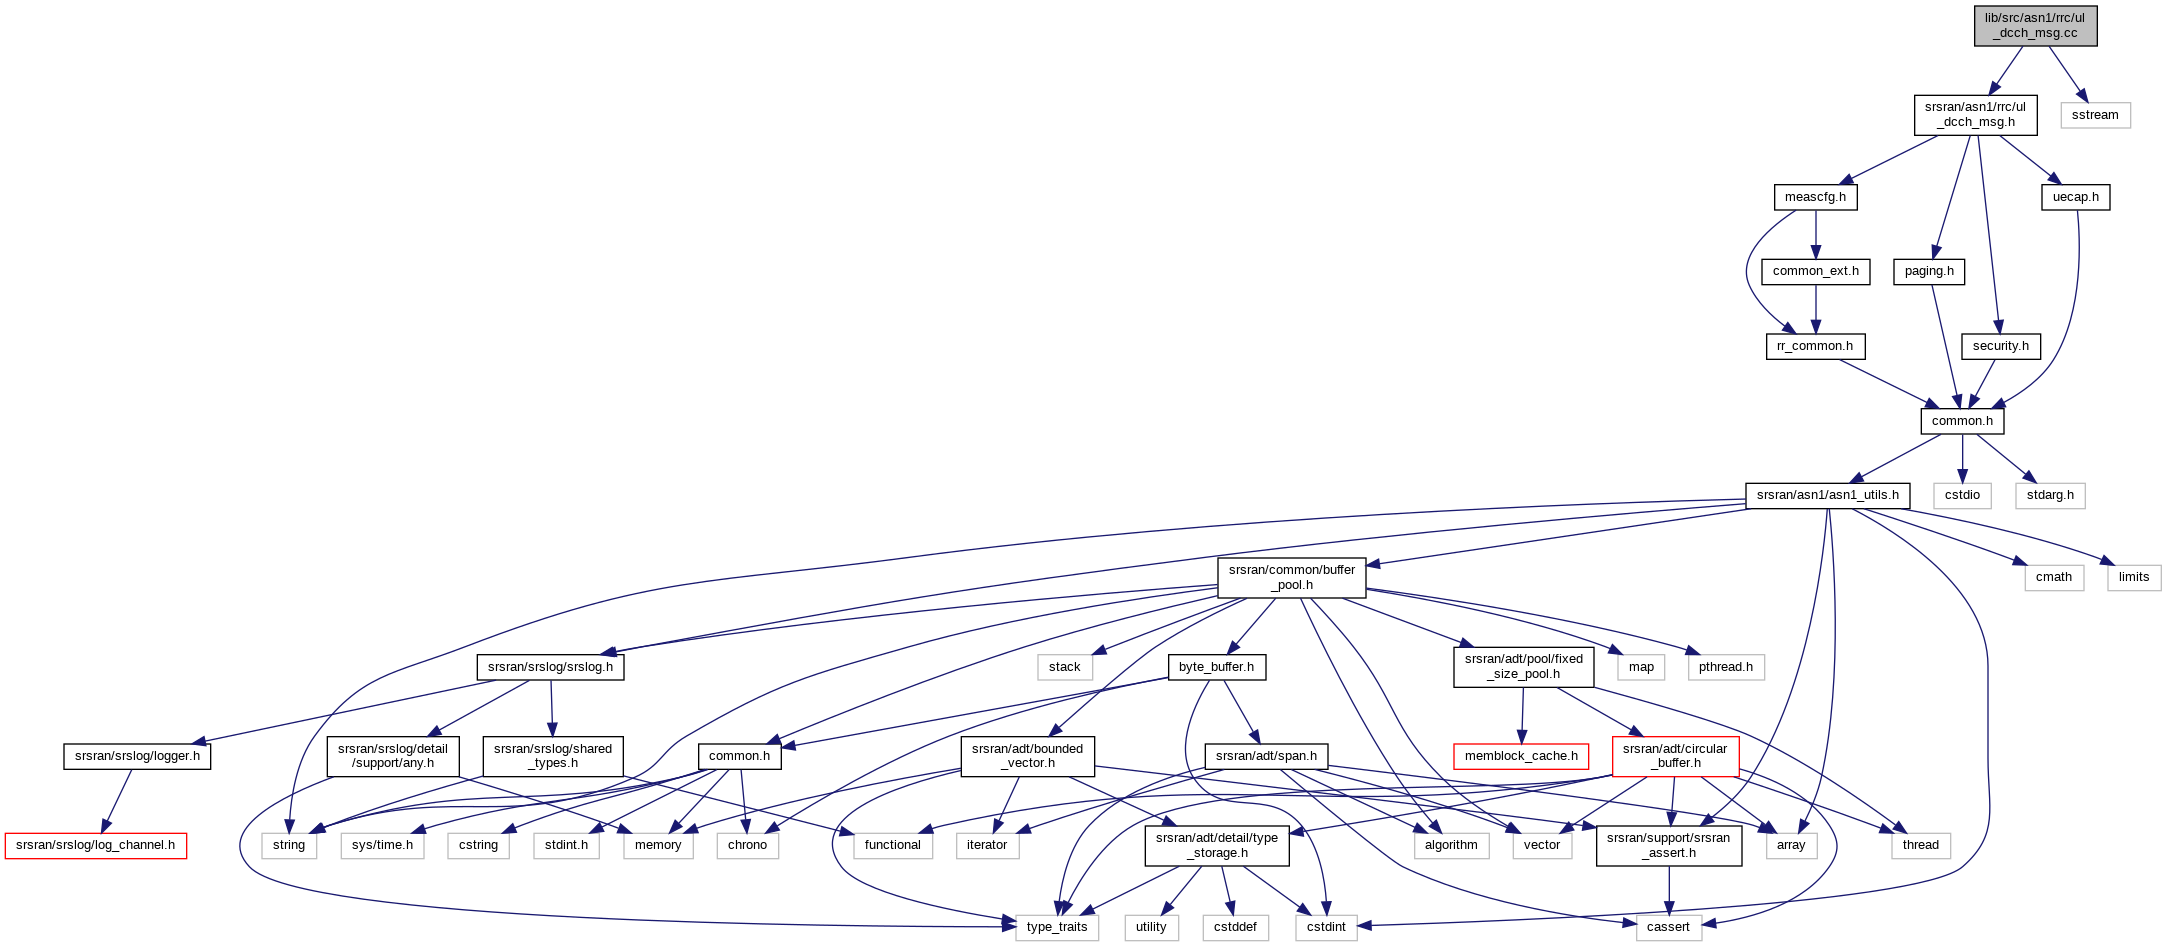 lib/src/asn1/rrc/ul
_dcch_msg.cc
srsran/asn1/rrc/ul
_dcch_msg.h
sstream
meascfg.h
uecap.h
common_ext.h
paging.h
rr_common.h
security.h
common.h
srsran/asn1/asn1_utils.h
cstdio
stdarg.h
srsran/common/buffer
_pool.h
cmath
limits
srsran/srslog/srslog.h
stack
byte_buffer.h
srsran/adt/pool/fixed
_size_pool.h
map
pthread.h
srsran/srslog/logger.h
srsran/srslog/detail
/support/any.h
srsran/srslog/shared
_types.h
common.h
srsran/adt/bounded
_vector.h
srsran/adt/span.h
memblock_cache.h
srsran/adt/circular
_buffer.h
srsran/srslog/log_channel.h
string
sys/time.h
cstring
stdint.h
memory
chrono
functional
iterator
srsran/adt/detail/type
_storage.h
algorithm
vector
srsran/support/srsran
_assert.h
array
thread
type_traits
utility
cstddef
cstdint
cassert